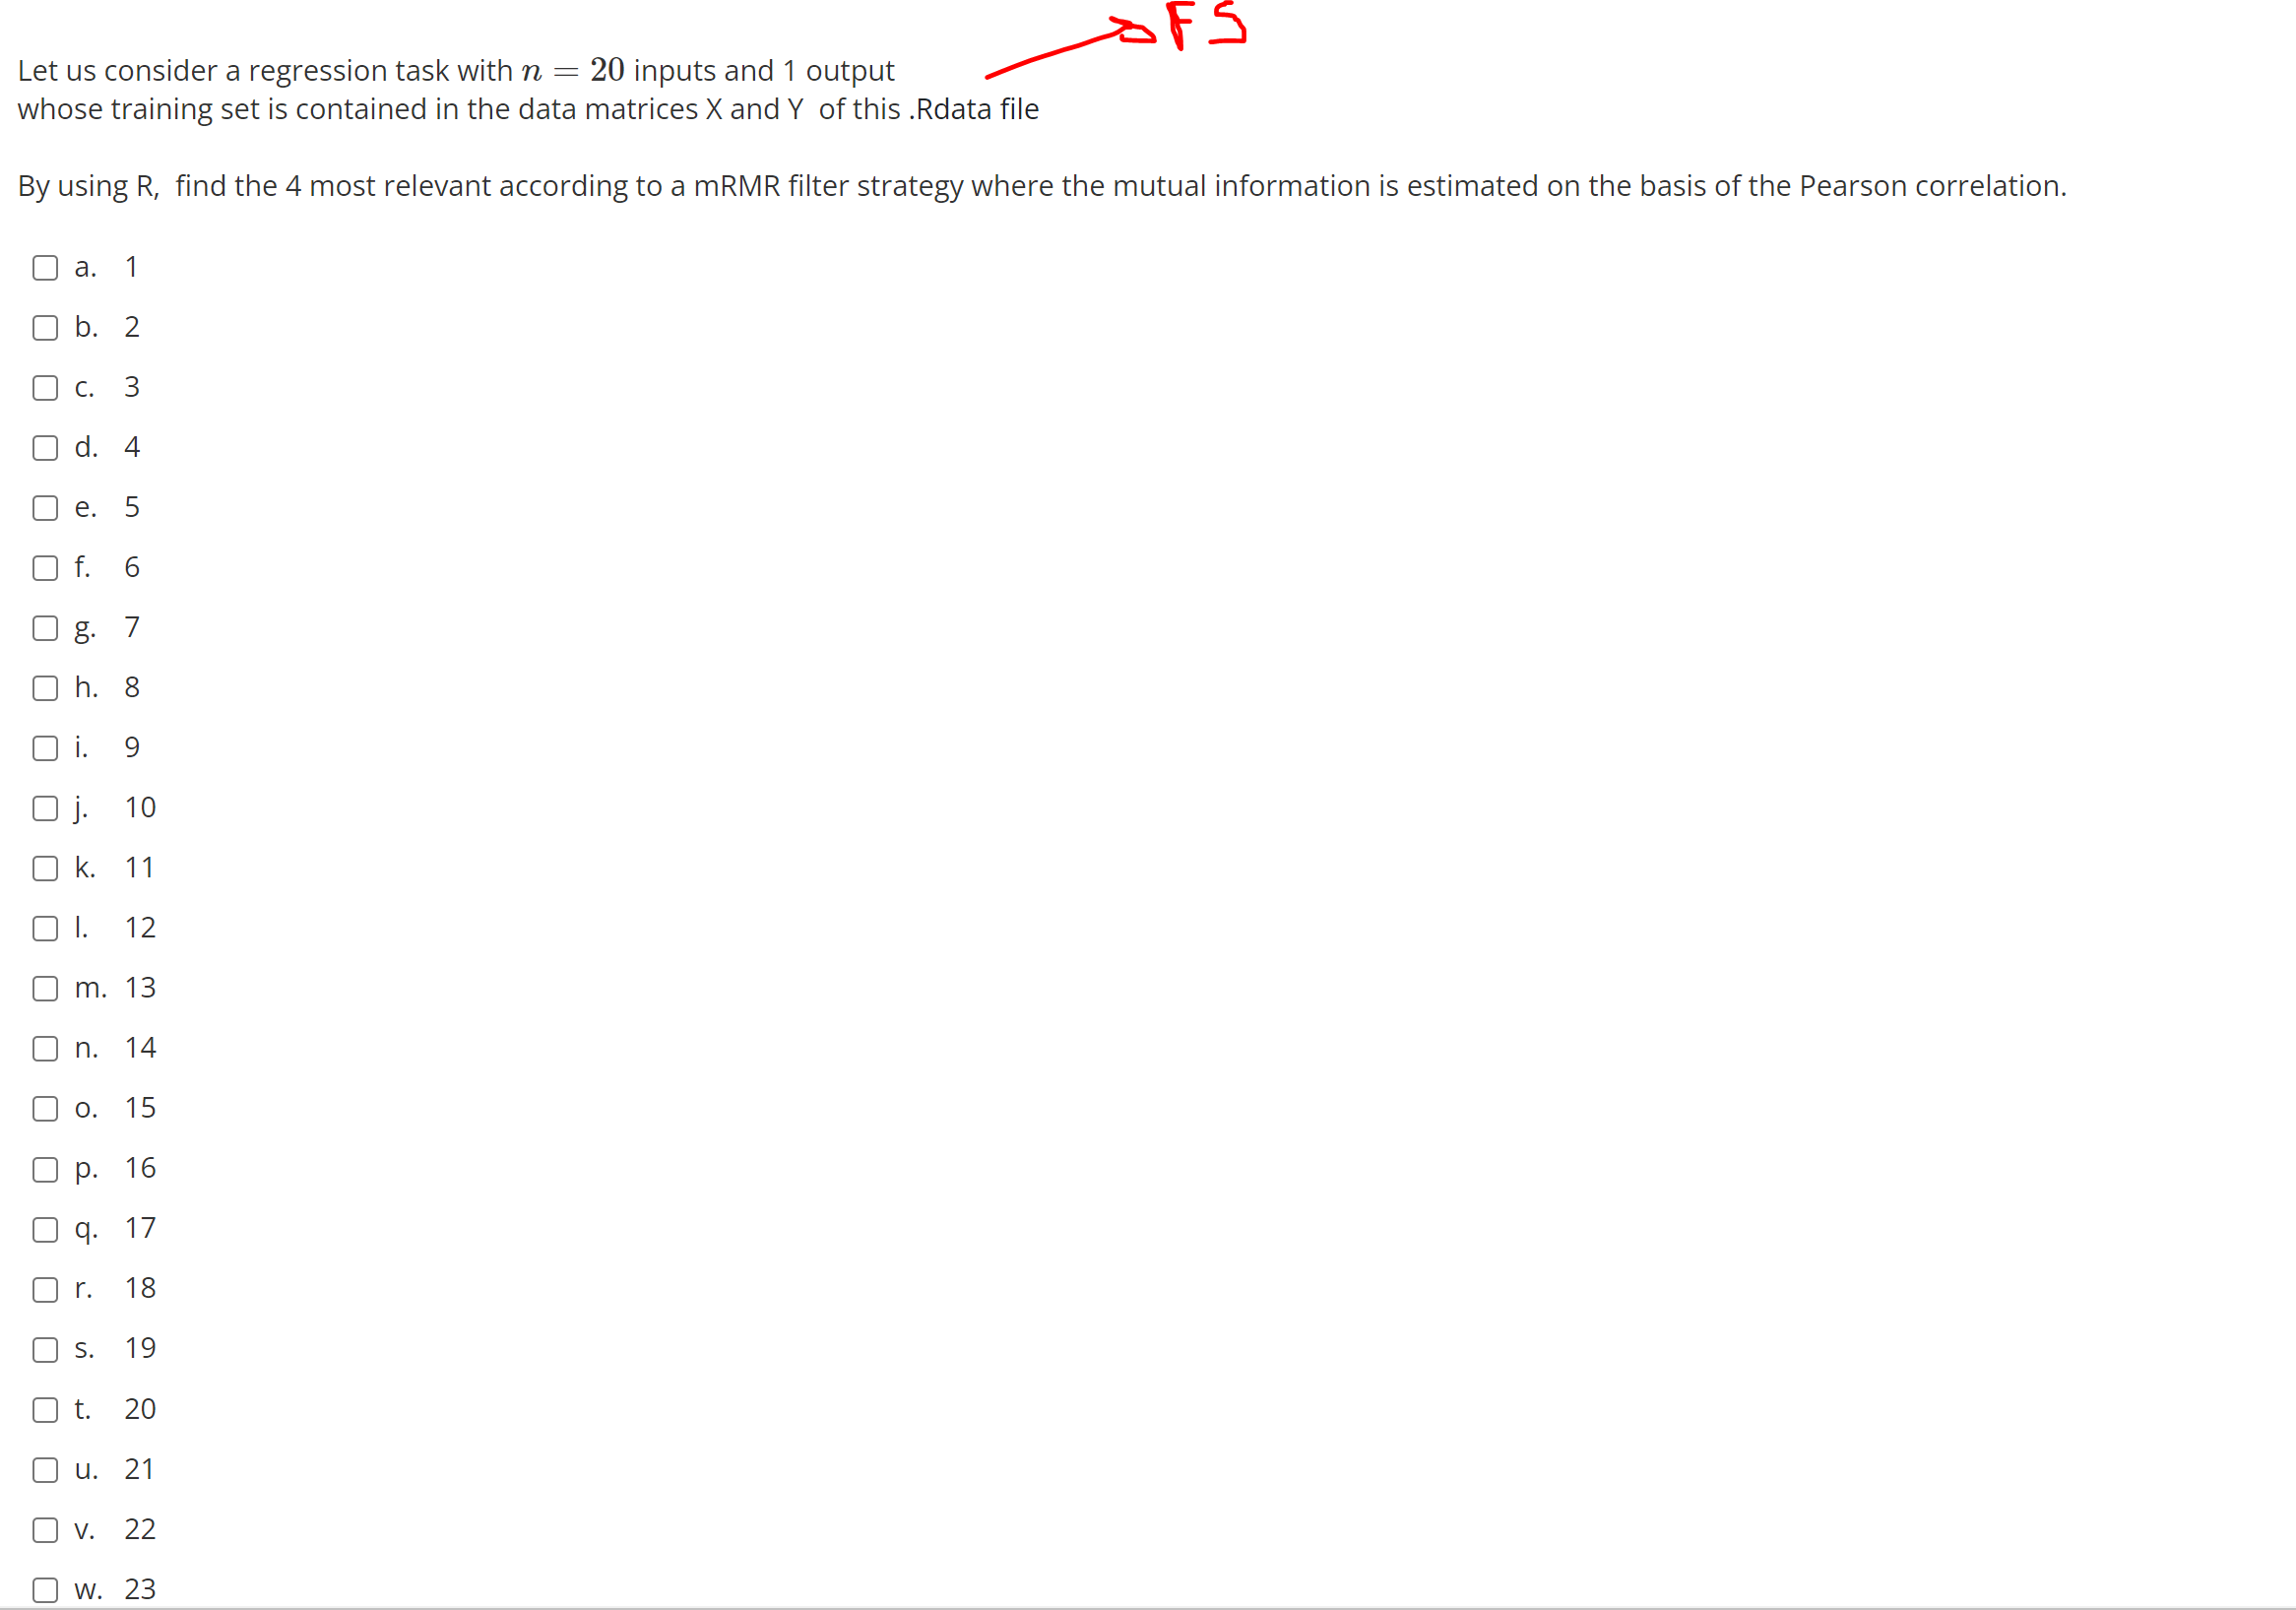 FS
Let us consider a regression task with n = 20 inputs and 1 output
whose training set is contained in the data matrices X and Y of this .Rdata file
By using R, find the 4 most relevant according to a mRMR filter strategy where the mutual information is estimated on the basis of the Pearson correlation.
a. 1
b. 2
c. 3
d. 4
e. 5
f. 6
g. 7
h. 8
i. 9
j. 10
k. 11
l. 12
m. 13
n. 14
o. 15
p. 16
q. 17
r. 18
s. 19
t. 20
u. 21
v. 22
w. 23